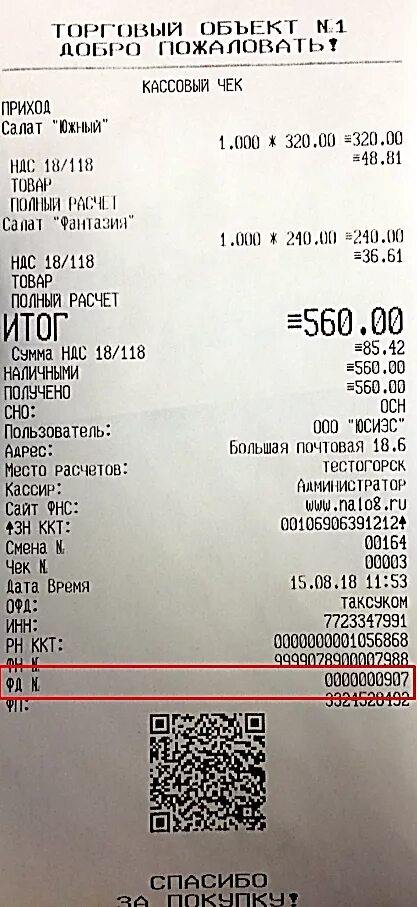 ТОРГОВЫЙ ОБЪЕКТ №1
ДОБРО ПОЖАЛОВАТЬ!
КАССОВЫЙ ЧЕК
ПРИХОД
Салат "Южный"
1.000 * 320.00 ≡320.00
НДС 18/118 ≡48.81
ТОВАР
ПОЛНЫЙ РАСЧЕТ
Салат "Фантазия"
1.000 * 240.00 ≡240.00
НДС 18/118 ≡36.61
ТОВАР
ПОЛНЫЙ РАСЧЕТ
ИТОГ ≡560.00
Сумма НДС 18/118 ≡85.42
НАЛИЧНЫМИ ≡560.00
ПОЛУЧЕНО ≡560.00
СНО: ОСН
Пользователь: ООО "ЮСИЭС"
Адрес: Большая почтовая 18.6
Место расчетов: тестогорск
Кассир: Администратор
Сайт ФНС: www.nalog.ru
↑ЗН ККТ: 00106906391212↑
Смена № 00164
Чек № 00003
Дата Время 15.08.18 11:53
ОФД: таксуком
ИНН: 7723347991
РН ККТ: 0000000001056868
ФН № 9999078900007988
ФД № 0000000907
ФП: 3324528492
СПАСИБО
ЗА ПОКУПКУ!